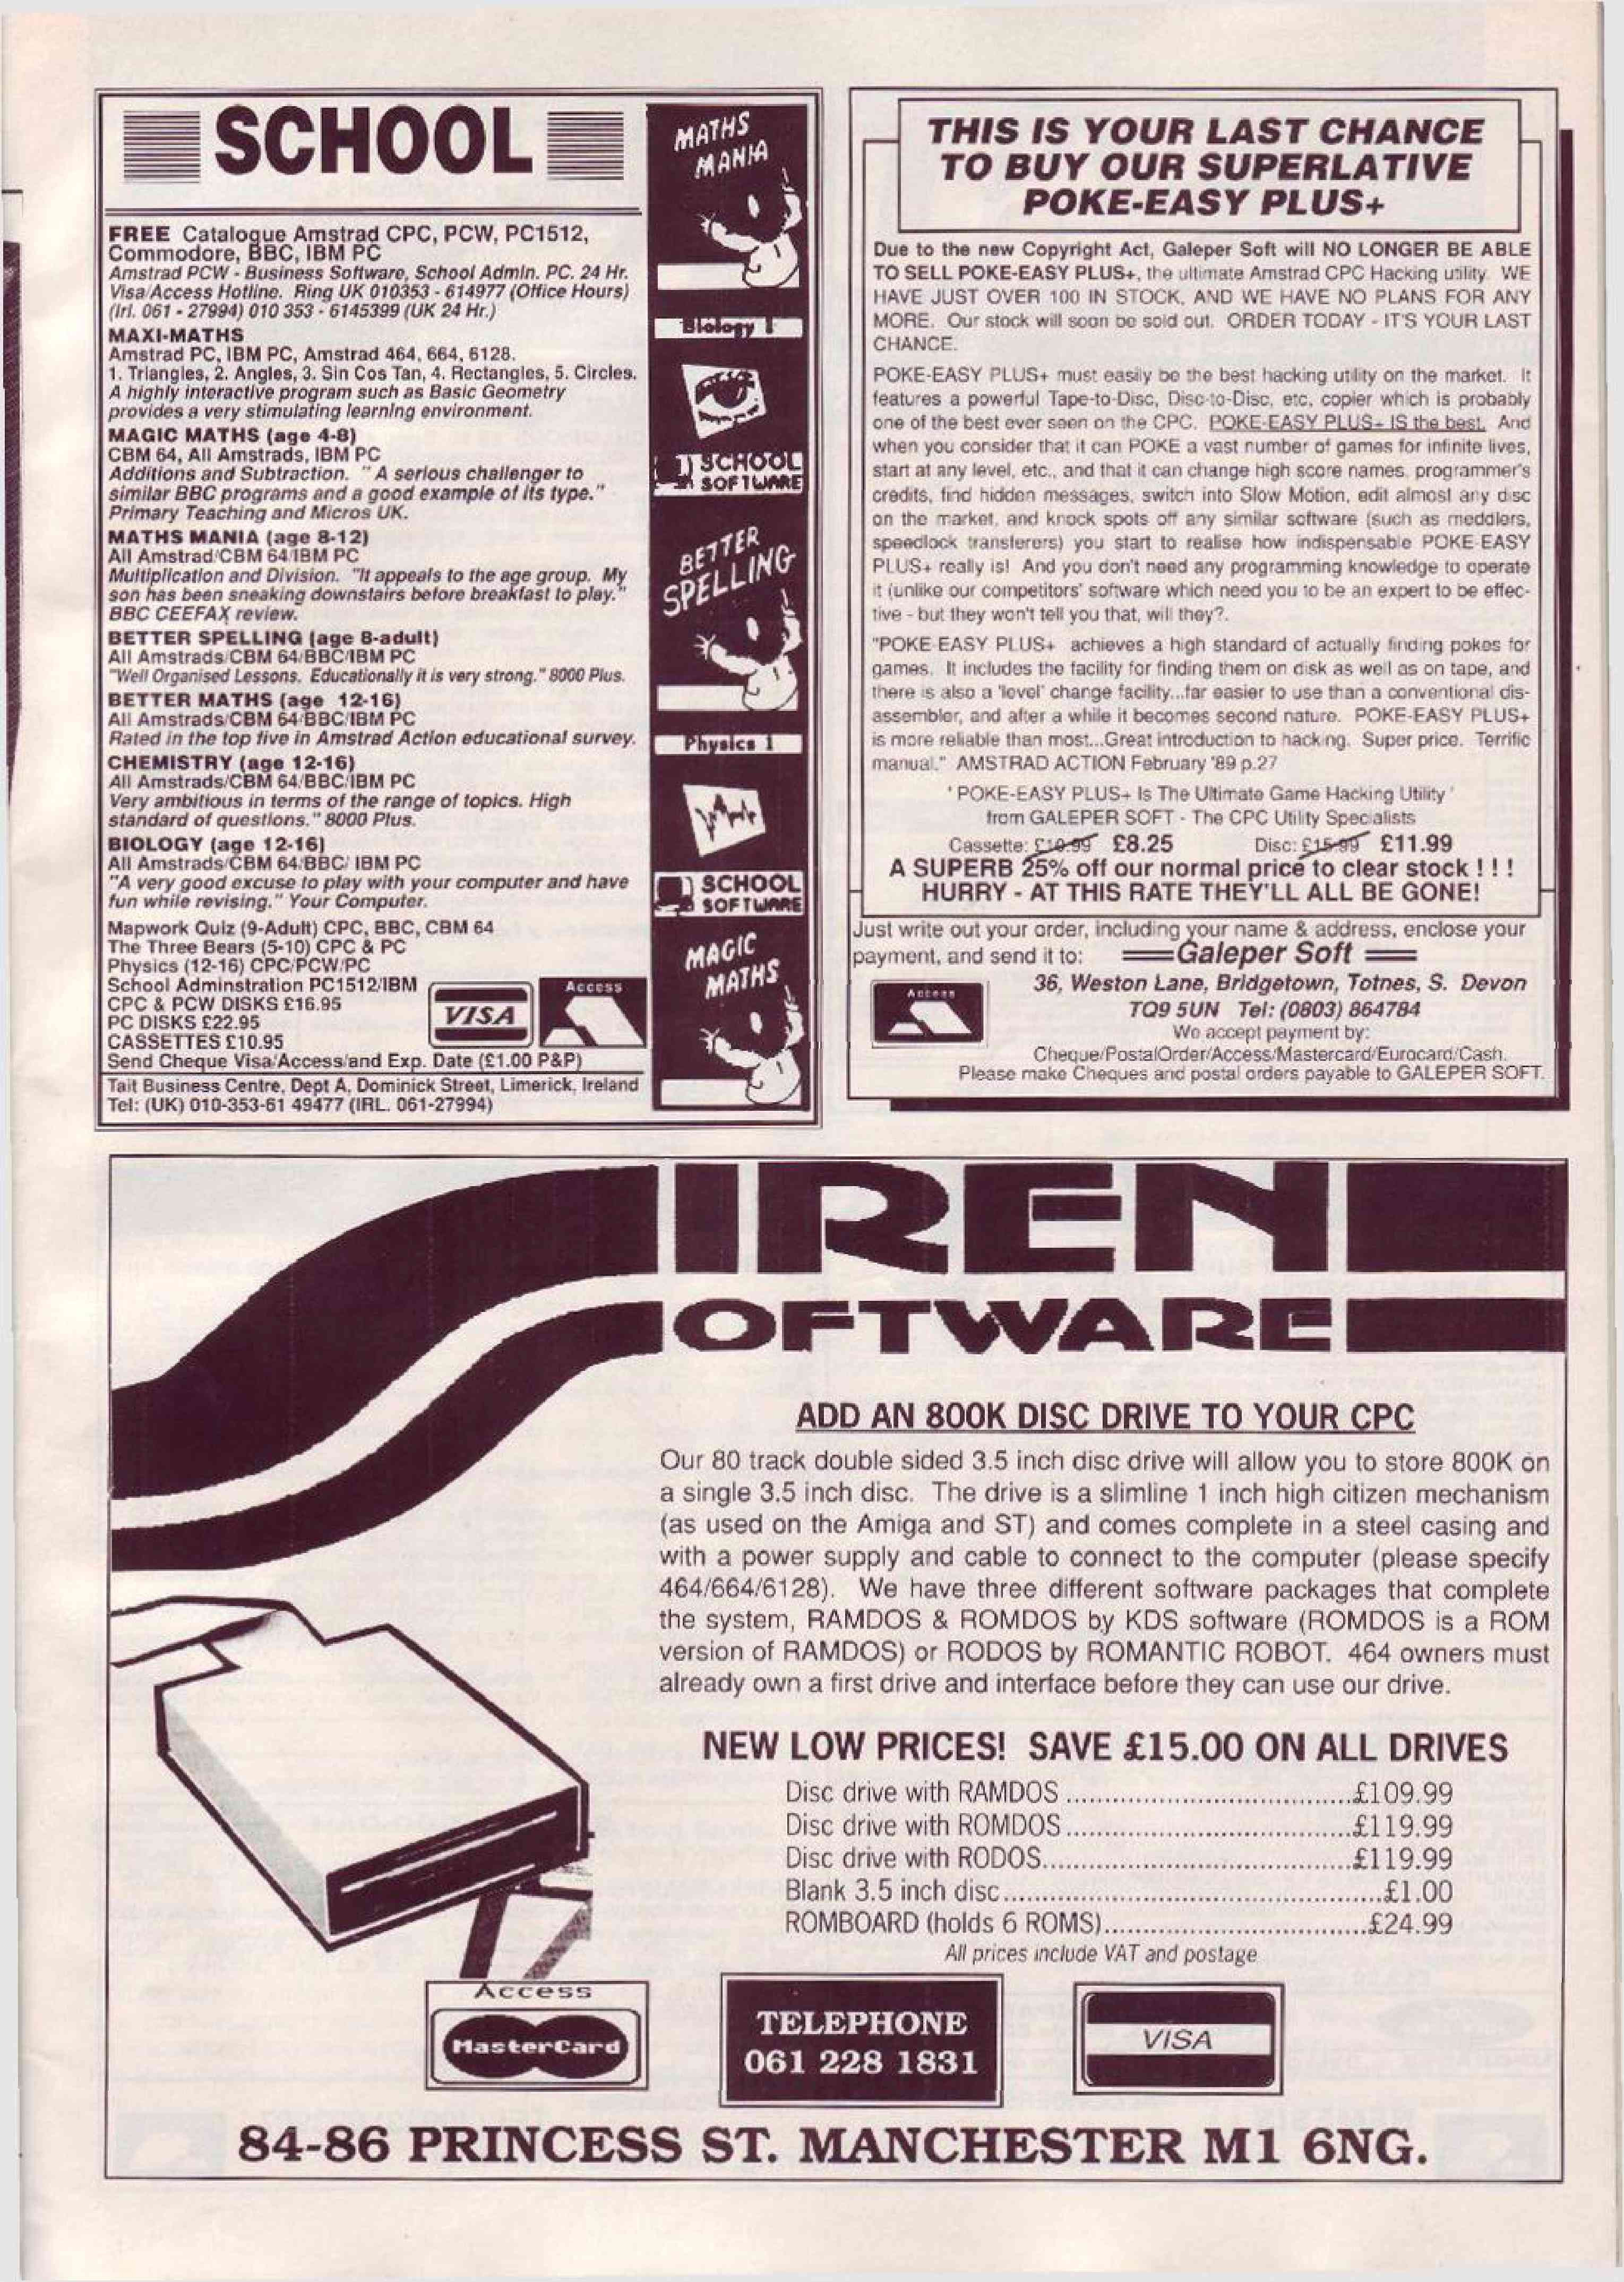 SCHOOL
FREE Catalogue Amstrad CPC, PCW, PC1512,
Commodore, BBC, IBM PC
Amstrad PCW - Business Software, School Admin. PC. 24 Hr.
Visa/Access Hotline. Ring UK 010353 - 614977 (Office Hours)
(Irl. 061 - 27994) 010 353 - 6145399 (UK 24 Hr.)
MAXI-MATHS
Amstrad PC, IBM PC, Amstrad 464, 664, 6128.
1. Triangles, 2. Angles, 3. Sin Cos Tan, 4. Rectangles, 5. Circles.
A highly interactive program such as Basic Geometry
provides a very stimulating learning environment.
MAGIC MATHS (age 4-8)
CBM 64, All Amstrads, IBM PC
Additions and Subtraction. "A serious challenger to
similar BBC programs and a good example of its type."
Primary Teaching and Micros UK.
MATHS MANIA (age 8-12)
All Amstrad/CBM 64/IBM PC
Multiplication and Division. "It appeals to the age group. My
son has been sneaking downstairs before breakfast to play."
BBC CEEFAX review.
BETTER SPELLING (age 8-adult)
All Amstrads/CBM 64/BBC/IBM PC
"Well Organised Lessons. Educationally it is very strong." 8000 Plus.
BETTER MATHS (age 12-16)
All Amstrads/CBM 64/BBC/IBM PC
Rated in the top five in Amstrad Action educational survey.
CHEMISTRY (age 12-16)
All Amstrads/CBM 64/BBC/IBM PC
Very ambitious in terms of the range of topics. High
standard of questions." 8000 Plus.
BIOLOGY (age 12-16)
All Amstrads/CBM 64/BBC/ IBM PC
"A very good excuse to play with your computer and have
fun while revising." Your Computer.
Mapwork Quiz (9-Adult) CPC, BBC, CBM 64
The Three Bears (5-10) CPC & PC
Physics (12-16) CPC/PCW/PC
School Adminstration PC1512/IBM
CPC & PCW DISKS £16.95
PC DISKS £22.95
CASSETTES £10.95
VISA
Access
Send Cheque Visa/Access/and Exp. Date (£1.00 P&P)
Tait Business Centre, Dept A, Dominick Street, Limerick, Ireland
Tel: (UK) 010-353-61 49477 (IRL. 061-27994)
MATHS
MANIA
Biology 1
SCHOOL
SOFTWARE
BETTER
SPELLING
Physics 1
SCHOOL
SOFTWARE
MAGIC
MATHS
THIS IS YOUR LAST CHANCE
TO BUY OUR SUPERLATIVE
POKE-EASY PLUS+
Due to the new Copyright Act, Galeper Soft will NO LONGER BE ABLE
TO SELL POKE-EASY PLUS+, the ultimate Amstrad CPC Hacking utility. WE
HAVE JUST OVER 100 IN STOCK, AND WE HAVE NO PLANS FOR ANY
MORE. Our stock will soon be sold out. ORDER TODAY - IT'S YOUR LAST
CHANCE.
POKE-EASY PLUS+ must easily be the best hacking utility on the market. It
features a powerful Tape-to-Disc, Disc-to-Disc, etc, copier which is probably
one of the best ever seen on the CPC. POKE-EASY PLUS+ IS the best. And
when you consider that it can POKE a vast number of games for infinite lives,
start at any level, etc., and that it can change high score names, programmer's
credits, find hidden messages, switch into Slow Motion, edit almost any disc
on the market, and knock spots off any similar software (such as meddlers,
speedlock transferers) you start to realise how indispensable POKE-EASY
PLUS+ really is! And you don't need any programming knowledge to operate
it (unlike our competitors' software which need you to be an expert to be effec-
tive - but they won't tell you that, will they?.
"POKE-EASY PLUS+ achieves a high standard of actually finding pokes for
games. It includes the facility for finding them on disk as well as on tape, and
there is also a 'level' change facility...far easier to use than a conventional dis-
assembler, and after a while it becomes second nature. POKE-EASY PLUS+
is more reliable than most...Great introduction to hacking. Super price. Terrific
manual." AMSTRAD ACTION February '89 p.27
'POKE-EASY PLUS+ Is The Ultimate Game Hacking Utility'
from GALEPER SOFT - The CPC Utility Specialists
Cassette: £10.99 £8.25 Disc: £15.99 £11.99
A SUPERB 25% off our normal price to clear stock ! ! !
HURRY - AT THIS RATE THEY'LL ALL BE GONE!
Just write out your order, including your name & address, enclose your
payment, and send it to: Galeper Soft
36, Weston Lane, Bridgetown, Totnes, S. Devon
TQ9 5UN Tel: (0803) 864784
Access
We accept payment by:
Cheque/PostalOrder/Access/Mastercard/Eurocard/Cash.
Please make Cheques and postal orders payable to GALEPER SOFT.
SIREN
SOFTWARE
ADD AN 800K DISC DRIVE TO YOUR CPC
Our 80 track double sided 3.5 inch disc drive will allow you to store 800K on
a single 3.5 inch disc. The drive is a slimline 1 inch high citizen mechanism
(as used on the Amiga and ST) and comes complete in a steel casing and
with a power supply and cable to connect to the computer (please specify
464/664/6128). We have three different software packages that complete
the system, RAMDOS & ROMDOS by KDS software (ROMDOS is a ROM
version of RAMDOS) or RODOS by ROMANTIC ROBOT. 464 owners must
already own a first drive and interface before they can use our drive.
NEW LOW PRICES! SAVE £15.00 ON ALL DRIVES
Disc drive with RAMDOS ....................................£109.99
Disc drive with ROMDOS....................................£119.99
Disc drive with RODOS.......................................£119.99
Blank 3.5 inch disc................................................£1.00
ROMBOARD (holds 6 ROMS).................................£24.99
All prices include VAT and postage
Access
MasterCard
TELEPHONE
061 228 1831
VISA
84-86 PRINCESS ST. MANCHESTER M1 6NG.